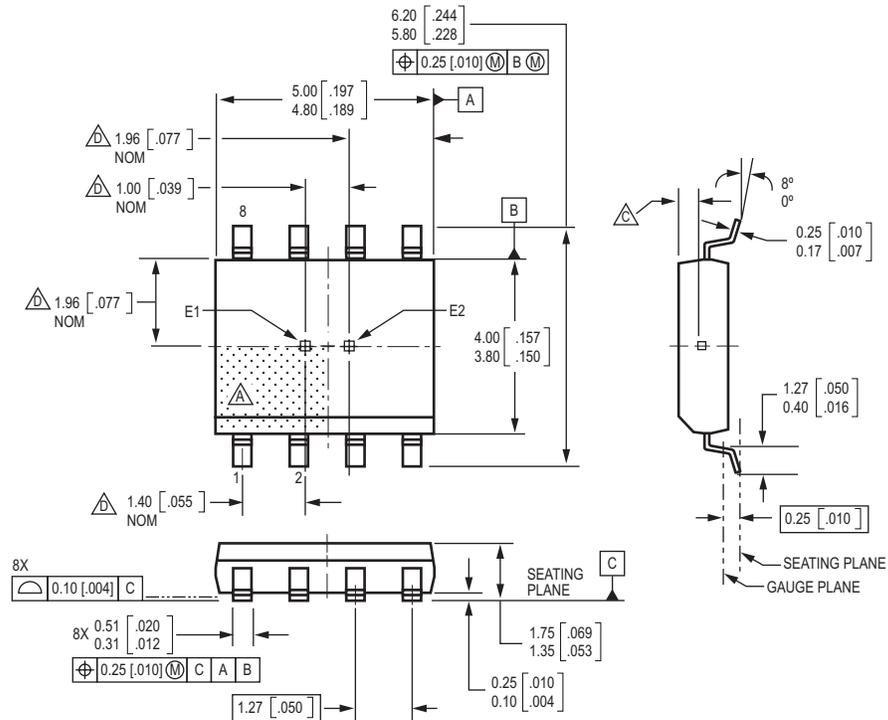 6.20 [.244
5.80 [.228]
⌖ 0.25 [.010] Ⓜ B Ⓜ
5.00 [.197
4.80 [.189]
A
D 1.96 [.077]
NOM
D 1.00 [.039]
NOM
8
B
8º
0º
C
0.25 [.010
0.17 [.007]
D 1.96 [.077]
NOM
E1
E2
4.00 [.157
3.80 [.150]
A
1.27 [.050
0.40 [.016]
1
2
D 1.40 [.055]
NOM
0.25 [.010]
8X
⌓ 0.10 [.004] C
SEATING
PLANE
C
SEATING PLANE
GAUGE PLANE
8X 0.51 [.020
0.31 [.012]
1.75 [.069
1.35 [.053]
⌖ 0.25 [.010] Ⓜ C A B
0.25 [.010
0.10 [.004]
1.27 [.050]